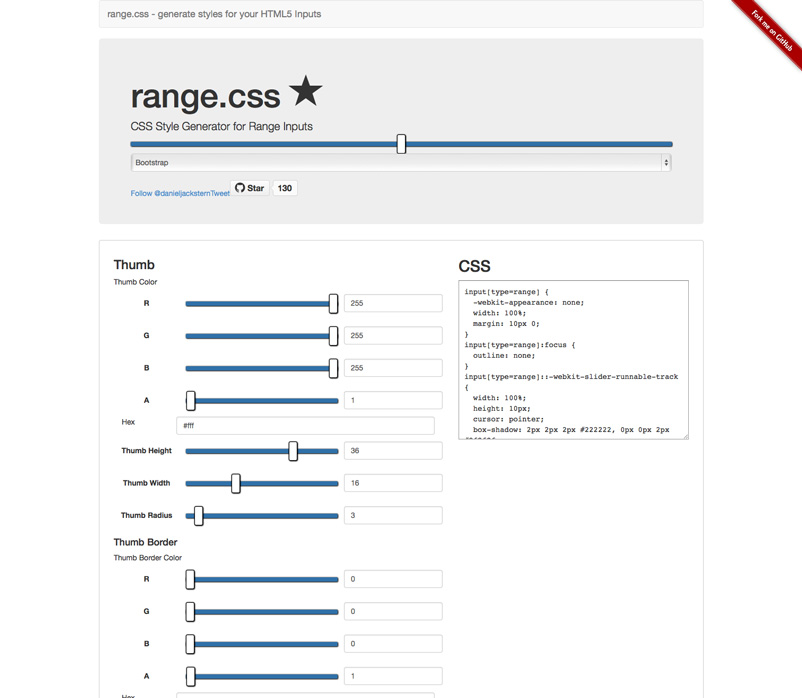 range.css - generate styles for your HTML5 Inputs
Fork me on GitHub
range.css ★
CSS Style Generator for Range Inputs
Bootstrap
Follow @danieljacksternTweet Star 130
Thumb
Thumb Color
R 255
G 255
B 255
A 1
Hex #fff
Thumb Height 36
Thumb Width 16
Thumb Radius 3
Thumb Border
Thumb Border Color
R 0
G 0
B 0
A 1
Hex
CSS
input[type=range] {
-webkit-appearance: none;
width: 100%;
margin: 10px 0;
}
input[type=range]:focus {
outline: none;
}
input[type=range]::-webkit-slider-runnable-track
{
width: 100%;
height: 10px;
cursor: pointer;
box-shadow: 2px 2px 2px #222222, 0px 0px 2px